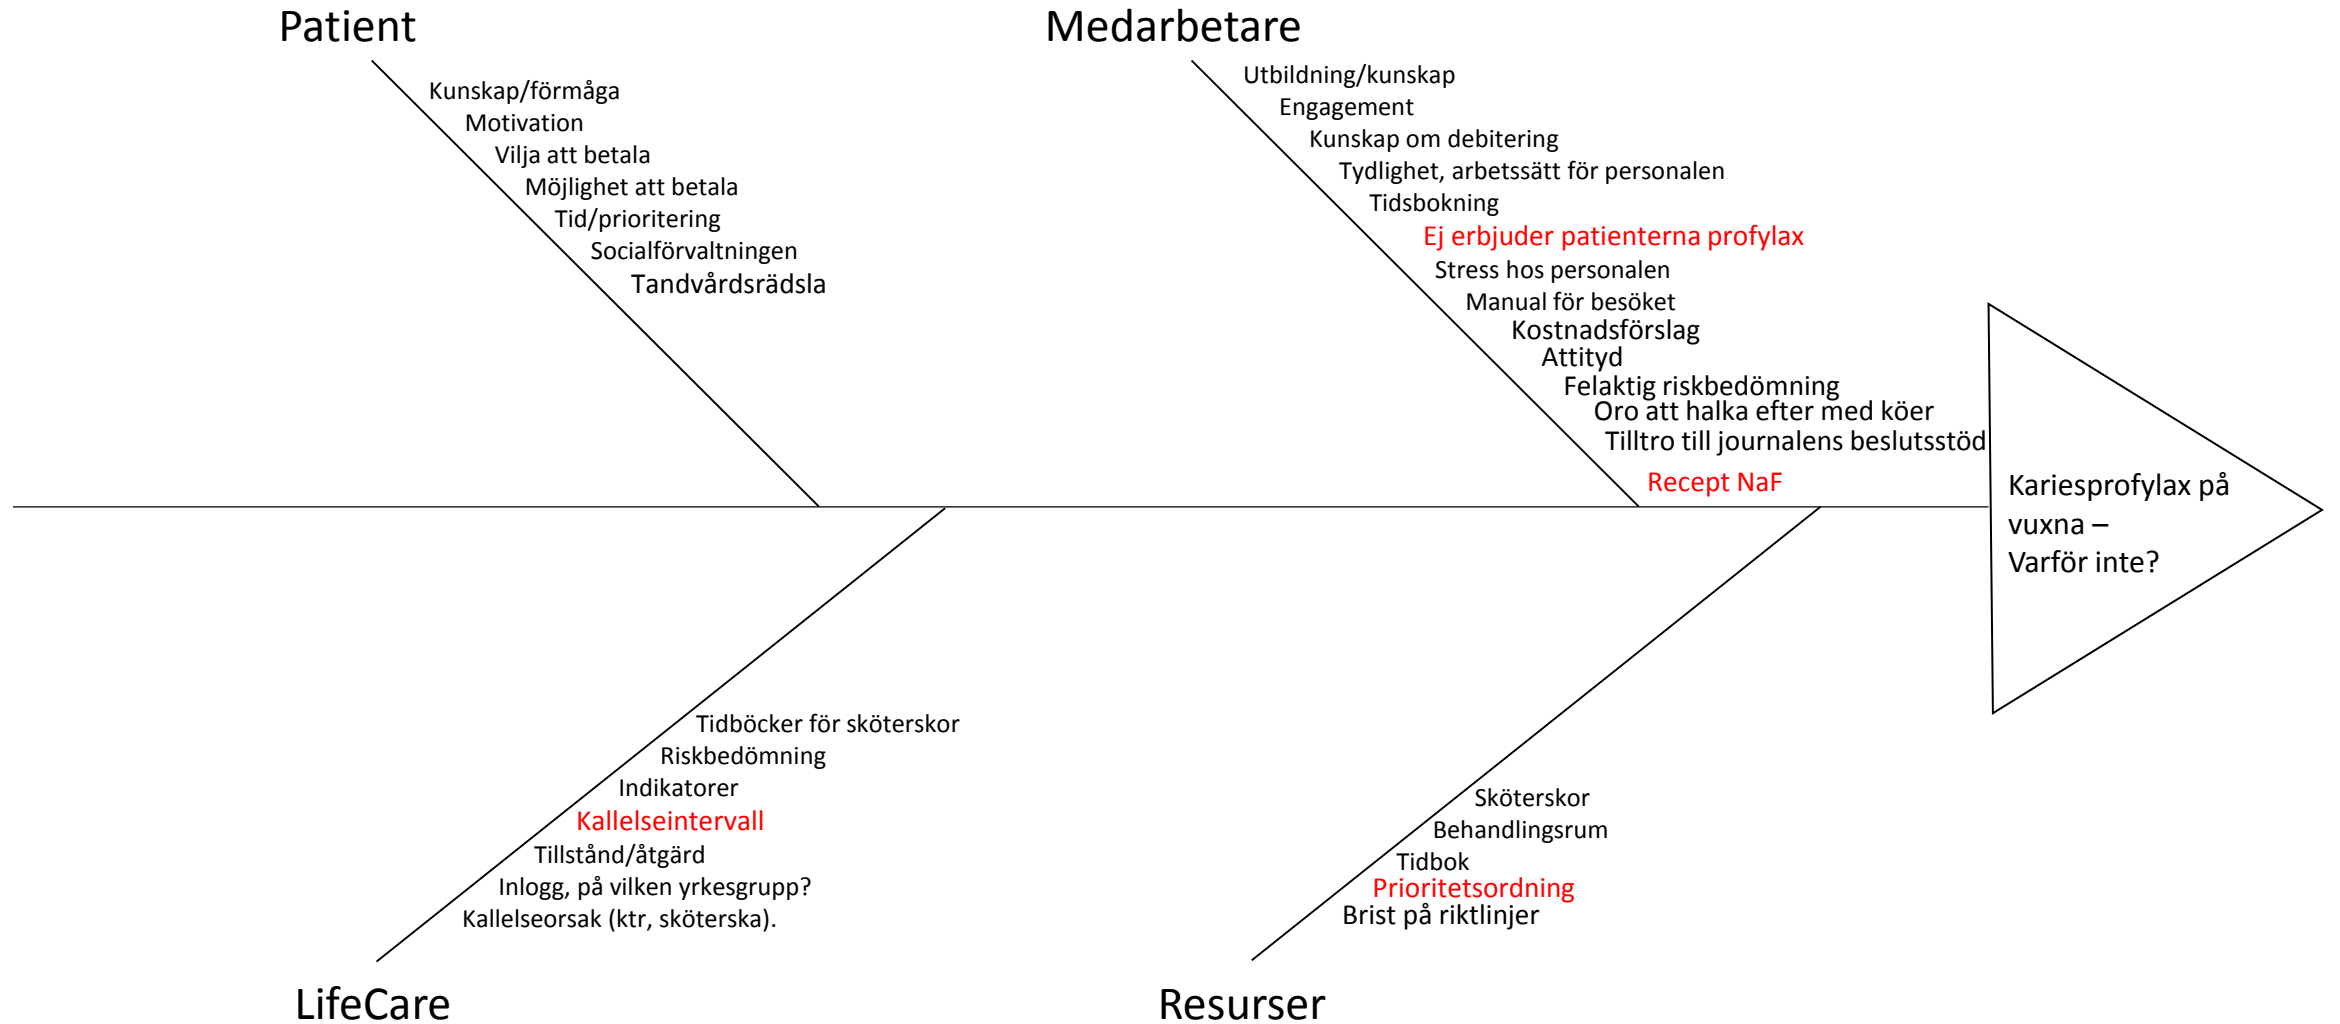 Patient
Kunskap/förmåga
Motivation
Vilja att betala
Möjlighet att betala
Tid/prioritering
Socialförvaltningen
Tandvårdsrädsla
Medarbetare
Utbildning/kunskap
Engagement
Kunskap om debitering
Tydlighet, arbetssätt för personalen
Tidsbokning
Ej erbjuder patienterna profylax
Stress hos personalen
Manual för besöket
Kostnadsförslag
Attityd
Felaktig riskbedömning
Oro att halka efter med köer
Tilltro till journalens beslutsstöd
Recept NaF
Kariesprofylax på
vuxna –
Varför inte?
Tidböcker för sköterskor
Riskbedömning
Indikatorer
Kallelseintervall
Tillstånd/åtgärd
Inlogg, på vilken yrkesgrupp?
Kallelseorsak (ktr, sköterska).
LifeCare
Sköterskor
Behandlingsrum
Tidbok
Prioritetsordning
Brist på riktlinjer
Resurser